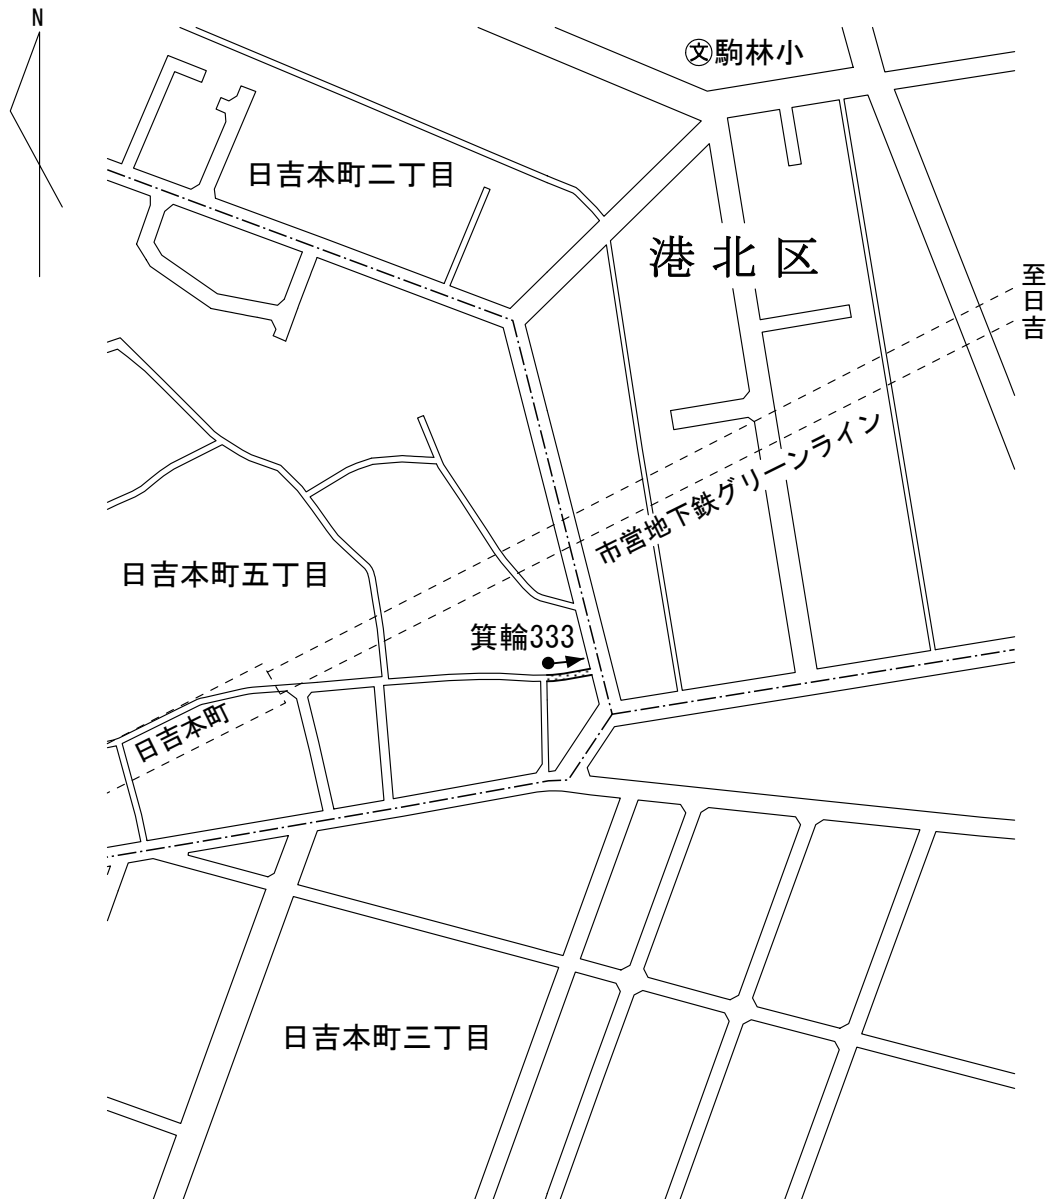 N
㊫駒林小
日吉本町二丁目
港北区
至日吉
市営地下鉄グリーンライン
日吉本町五丁目
箕輪333
日吉本町
日吉本町三丁目